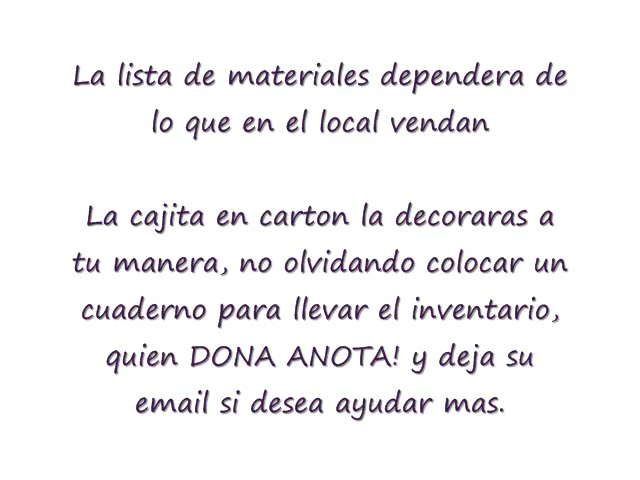 La lista de materiales dependera de
lo que en el local vendan
La cajita en carton la decoraras a
tu manera, no olvidando colocar un
cuaderno para llevar el inventario,
quien DONA ANOTA! y deja su
email si desea ayudar mas.